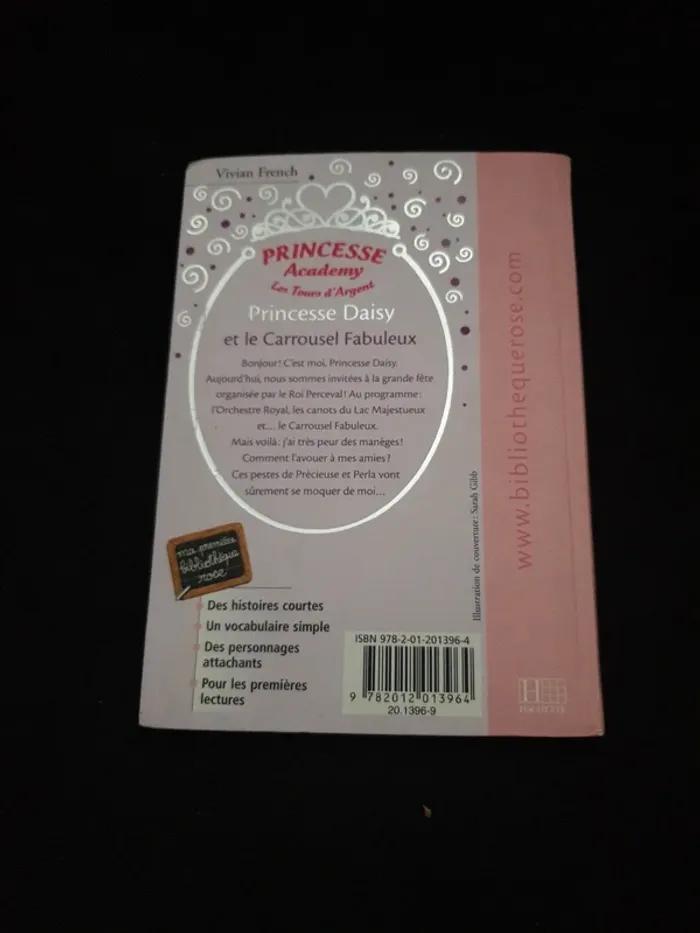 Vivian French
PRINCESSE
Academy
Les Tours d'Argent
Princesse Daisy
et le Carrousel Fabuleux
Bonjour! C'est moi, Princesse Daisy.
Aujourd'hui, nous sommes invitées à la grande fête
organisée par le Roi Perceval! Au programme:
l'Orchestre Royal, les canots du Lac Majestueux
et... le Carrousel Fabuleux.
Mais voilà: j'ai très peur des manèges!
Comment l'avouer à mes amies?
Ces pestes de Précieuse et Perla vont
sûrement se moquer de moi...
ma première
bibliothèque
rose
Des histoires courtes
Un vocabulaire simple
Des personnages
attachants
Pour les premières
lectures
Illustration de couverture: Sarah Gibb
ISBN 978-2-01-201396-4
9 782012 013964
20.1396-9
www.bibliothequerose.com
HACHETTE